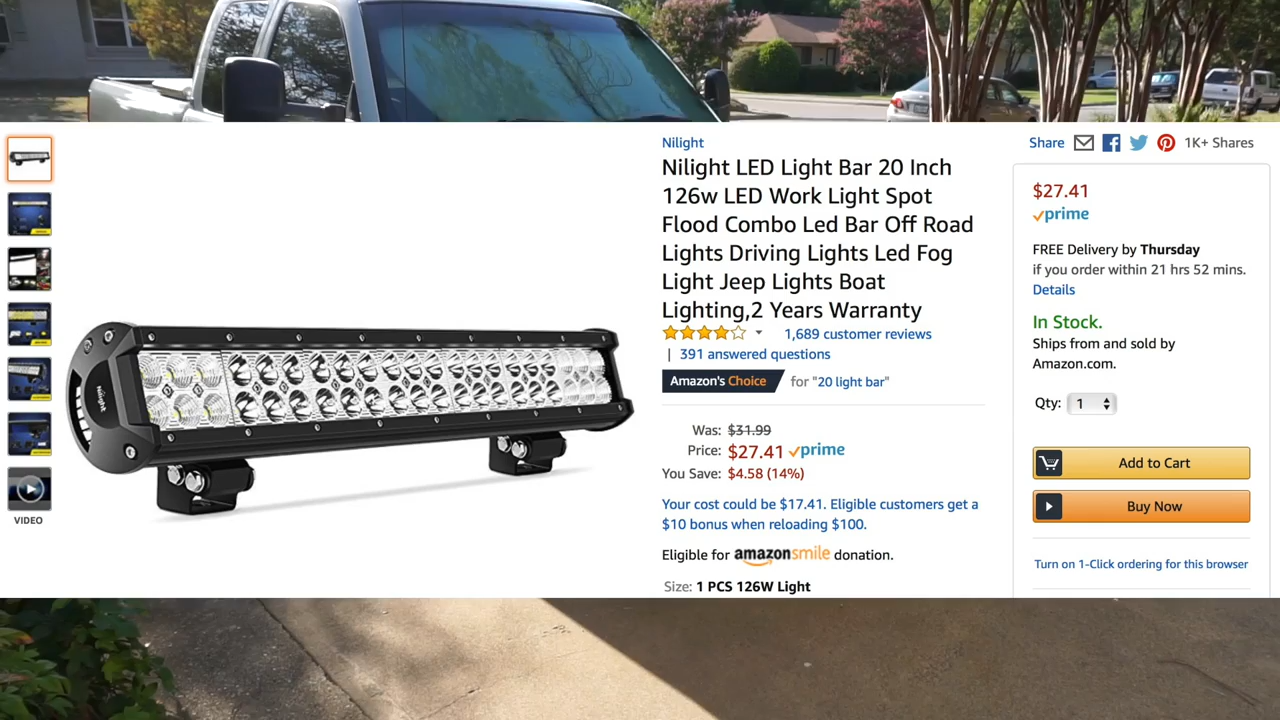 Nilight
Nilight LED Light Bar 20 Inch
126w LED Work Light Spot
Flood Combo Led Bar Off Road
Lights Driving Lights Led Fog
Light Jeep Lights Boat
Lighting,2 Years Warranty
1,689 customer reviews
| 391 answered questions
Amazon's Choice for "20 light bar"
Was: $31.99
Price: $27.41 prime
You Save: $4.58 (14%)
Your cost could be $17.41. Eligible customers get a
$10 bonus when reloading $100.
Eligible for amazonsmile donation.
Size: 1 PCS 126W Light
Share 1K+ Shares
$27.41
prime
FREE Delivery by Thursday
if you order within 21 hrs 52 mins.
Details
In Stock.
Ships from and sold by
Amazon.com.
Qty: 1
Add to Cart
Buy Now
Turn on 1-Click ordering for this browser
VIDEO
Nilight